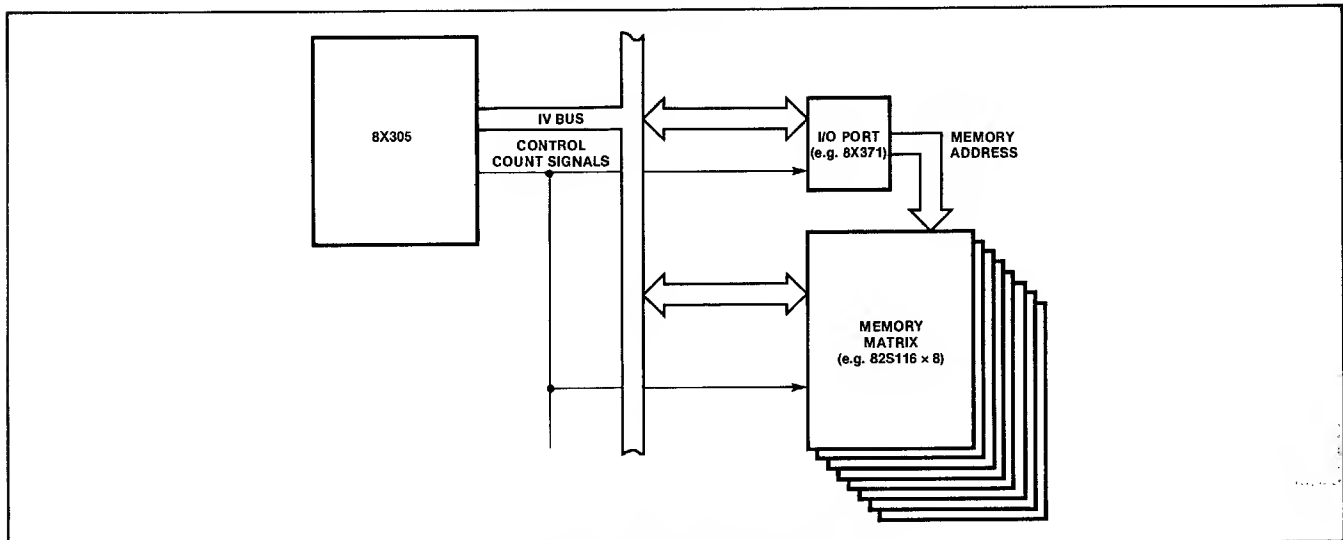 8X305
IV BUS
CONTROL
COUNT SIGNALS
I/O PORT
(e.g. 8X371)
MEMORY
ADDRESS
MEMORY
MATRIX
(e.g. 82S116 × 8)